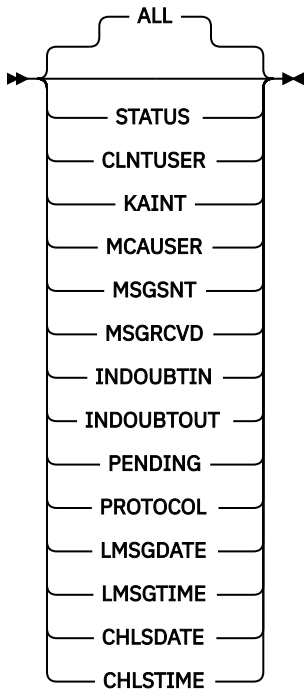 ALL
STATUS
CLNTUSER
KAINT
MCAUSER
MSGSNT
MSGRCVD
INDOUBTIN
INDOUBTOUT
PENDING
PROTOCOL
LMSGDATE
LMSGTIME
CHLSDATE
CHLSTIME